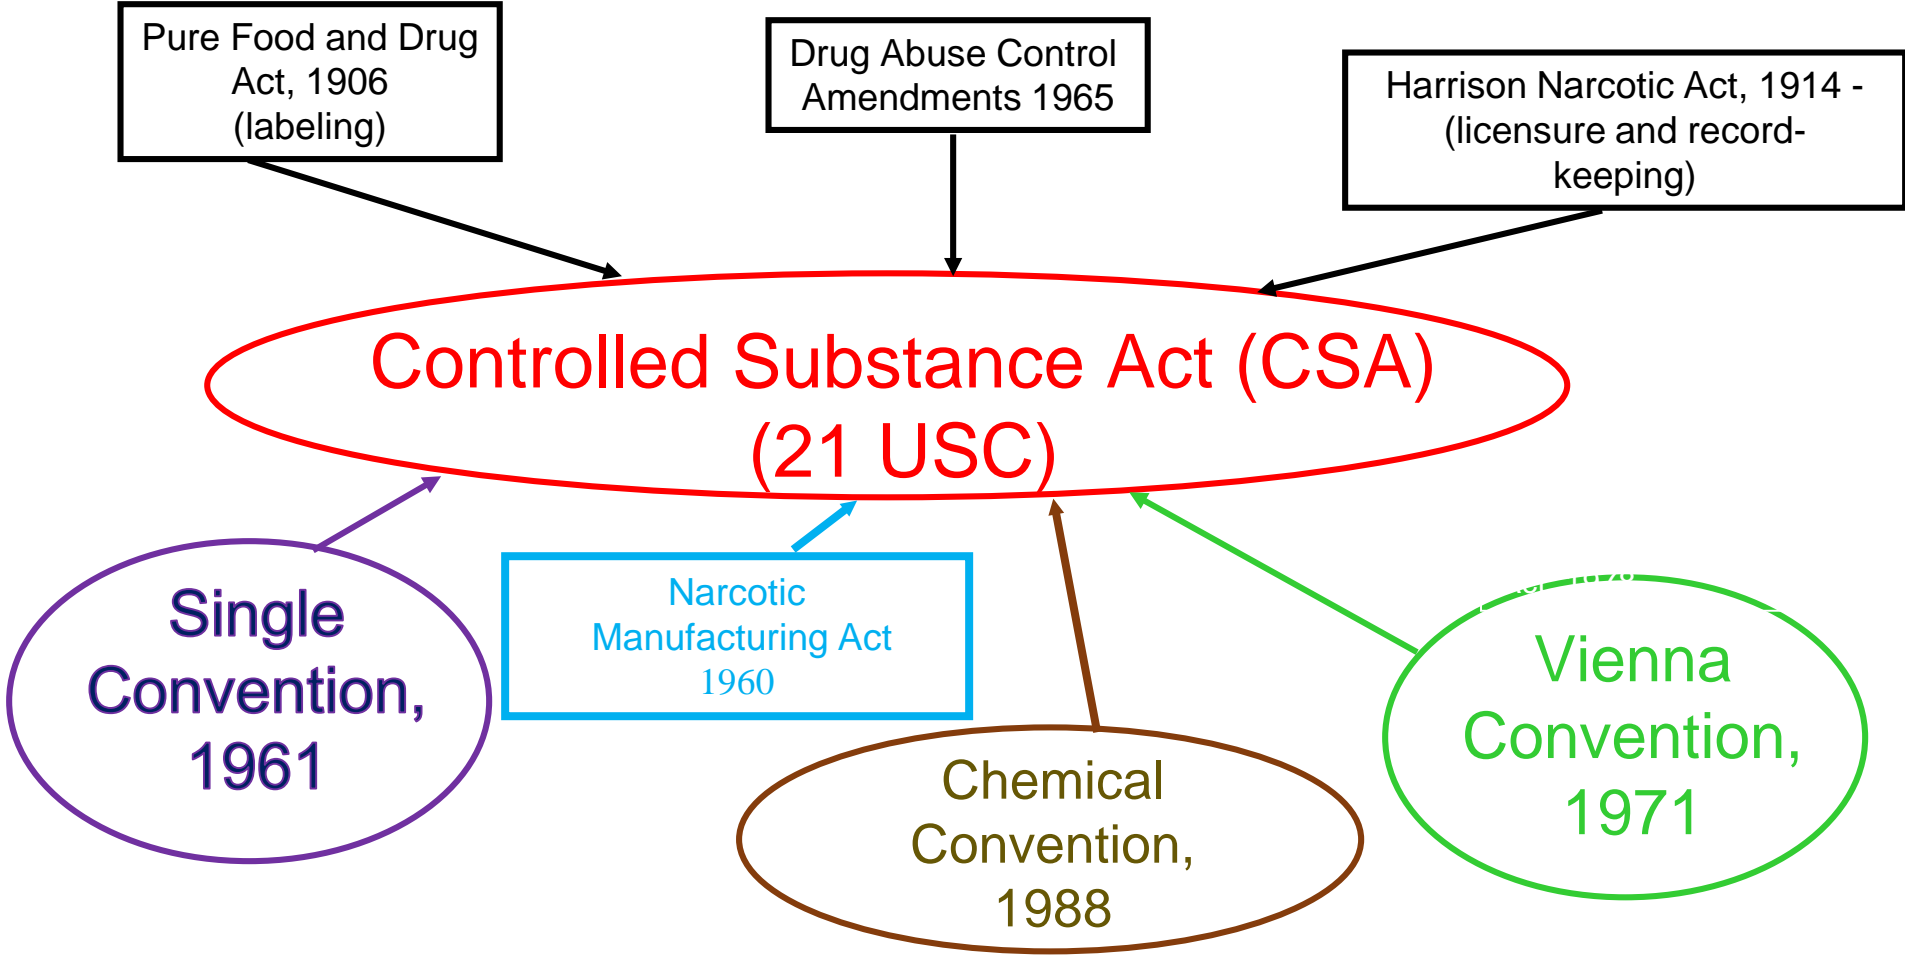 Pure Food and Drug
Act, 1906
(labeling)
Drug Abuse Control
Amendments 1965
Harrison Narcotic Act, 1914 -
(licensure and record-
keeping)
Controlled Substance Act (CSA)
(21 USC)
Single
Convention,
1961
Narcotic
Manufacturing Act
1960
Chemical
Convention,
1988
Vienna
Convention,
1971